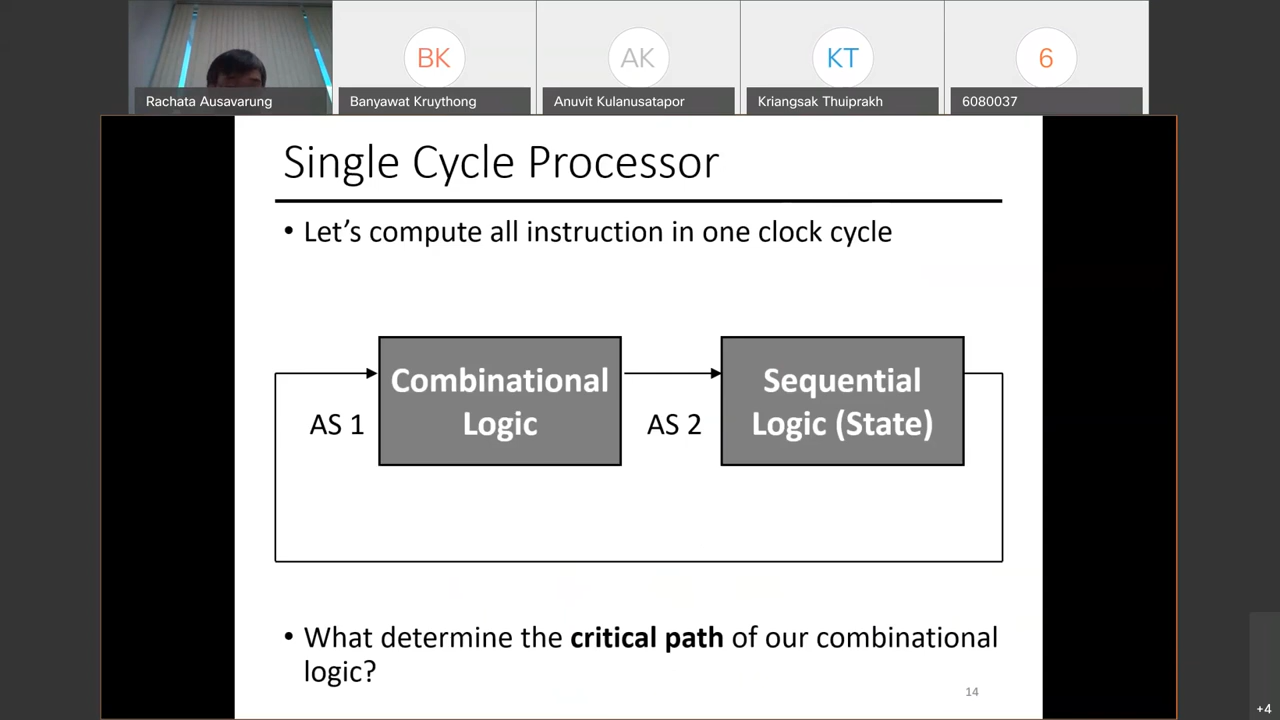 BK
AK
KT
6
Rachata Ausavarung
Banyawat Kruythong
Anuvit Kulanusatapor
Kriangsak Thuiprakh
6080037
Single Cycle Processor
• Let's compute all instruction in one clock cycle
Combinational
Logic
Sequential
Logic (State)
AS 1
AS 2
• What determine the critical path of our combinational
logic?
14
+4